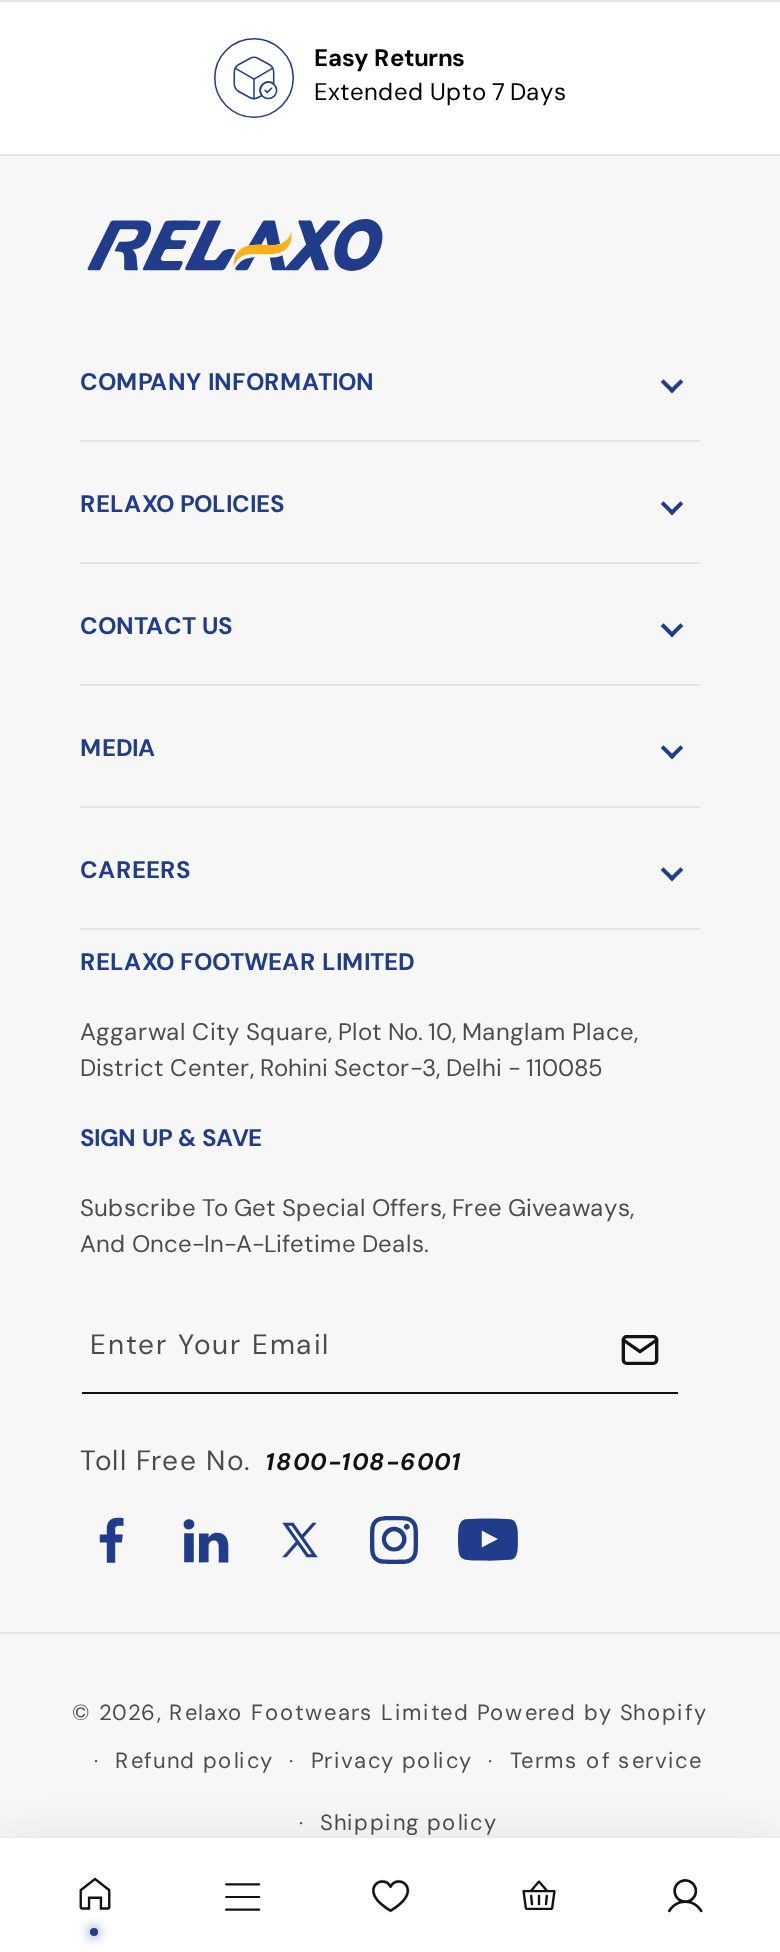 Easy Returns
Extended Upto 7 Days
RELAXO
COMPANY INFORMATION
RELAXO POLICIES
CONTACT US
MEDIA
CAREERS
RELAXO FOOTWEAR LIMITED
Aggarwal City Square, Plot No. 10, Manglam Place,
District Center, Rohini Sector-3, Delhi - 110085
SIGN UP & SAVE
Subscribe To Get Special Offers, Free Giveaways,
And Once-In-A-Lifetime Deals.
Enter Your Email
Toll Free No. 1800-108-6001
© 2026, Relaxo Footwears Limited Powered by Shopify
· Refund policy · Privacy policy · Terms of service
· Shipping policy